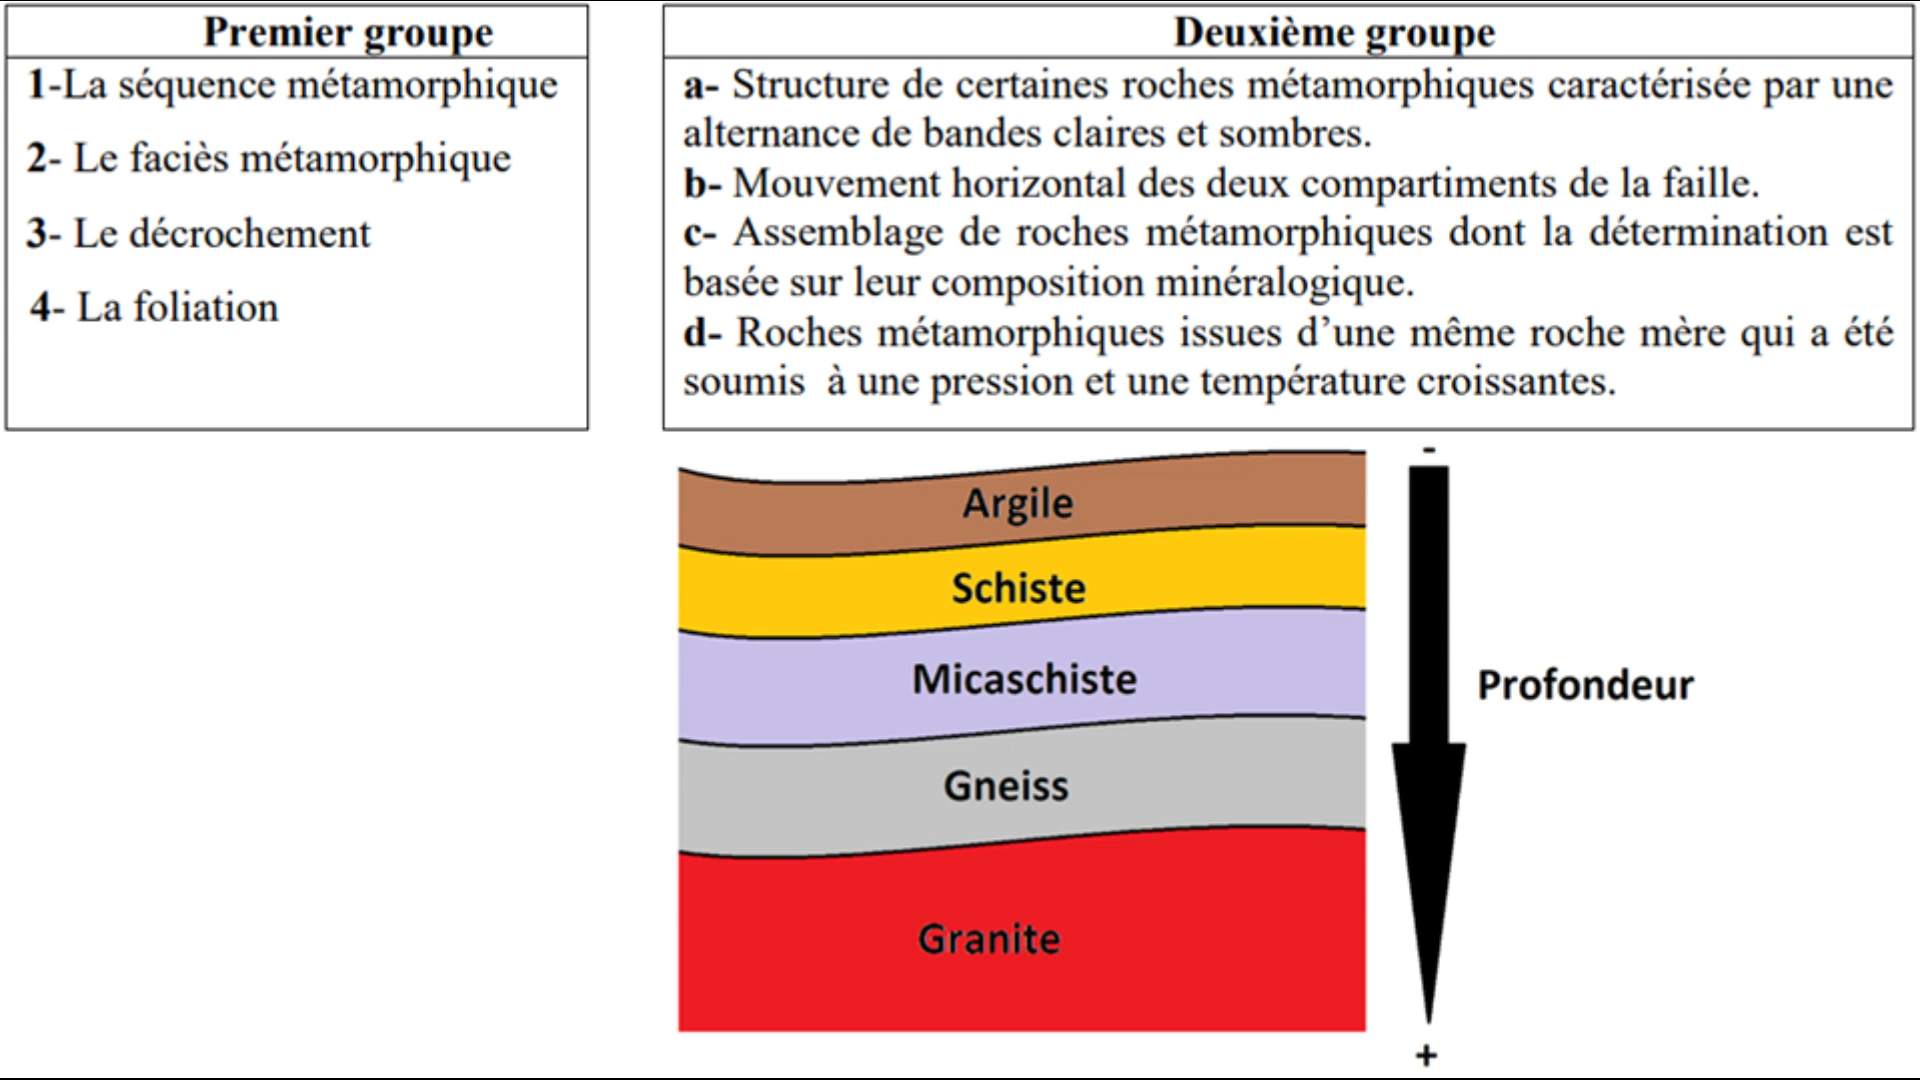 Premier groupe
1-La séquence métamorphique
2- Le faciès métamorphique
3- Le décrochement
4- La foliation
Deuxième groupe
a- Structure de certaines roches métamorphiques caractérisée par une
alternance de bandes claires et sombres.
b- Mouvement horizontal des deux compartiments de la faille.
c- Assemblage de roches métamorphiques dont la détermination est
basée sur leur composition minéralogique.
d- Roches métamorphiques issues d’une même roche mère qui a été
soumis à une pression et une température croissantes.
-
Argile
Schiste
Micaschiste
Profondeur
Gneiss
Granite
+